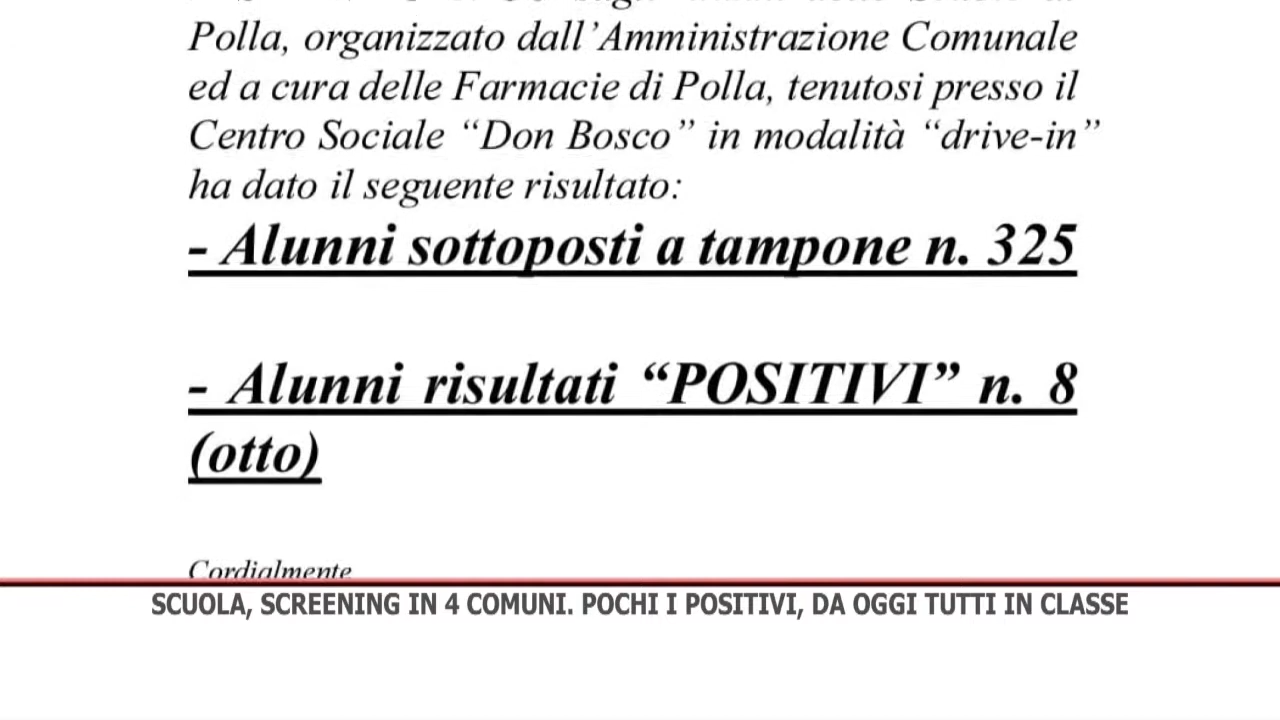 Polla, organizzato dall’Amministrazione Comunale
ed a cura delle Farmacie di Polla, tenutosi presso il
Centro Sociale “Don Bosco” in modalità “drive-in”
ha dato il seguente risultato:
- Alunni sottoposti a tampone n. 325
- Alunni risultati “POSITIVI” n. 8
(otto)
Cordialmente
SCUOLA, SCREENING IN 4 COMUNI. POCHI I POSITIVI, DA OGGI TUTTI IN CLASSE